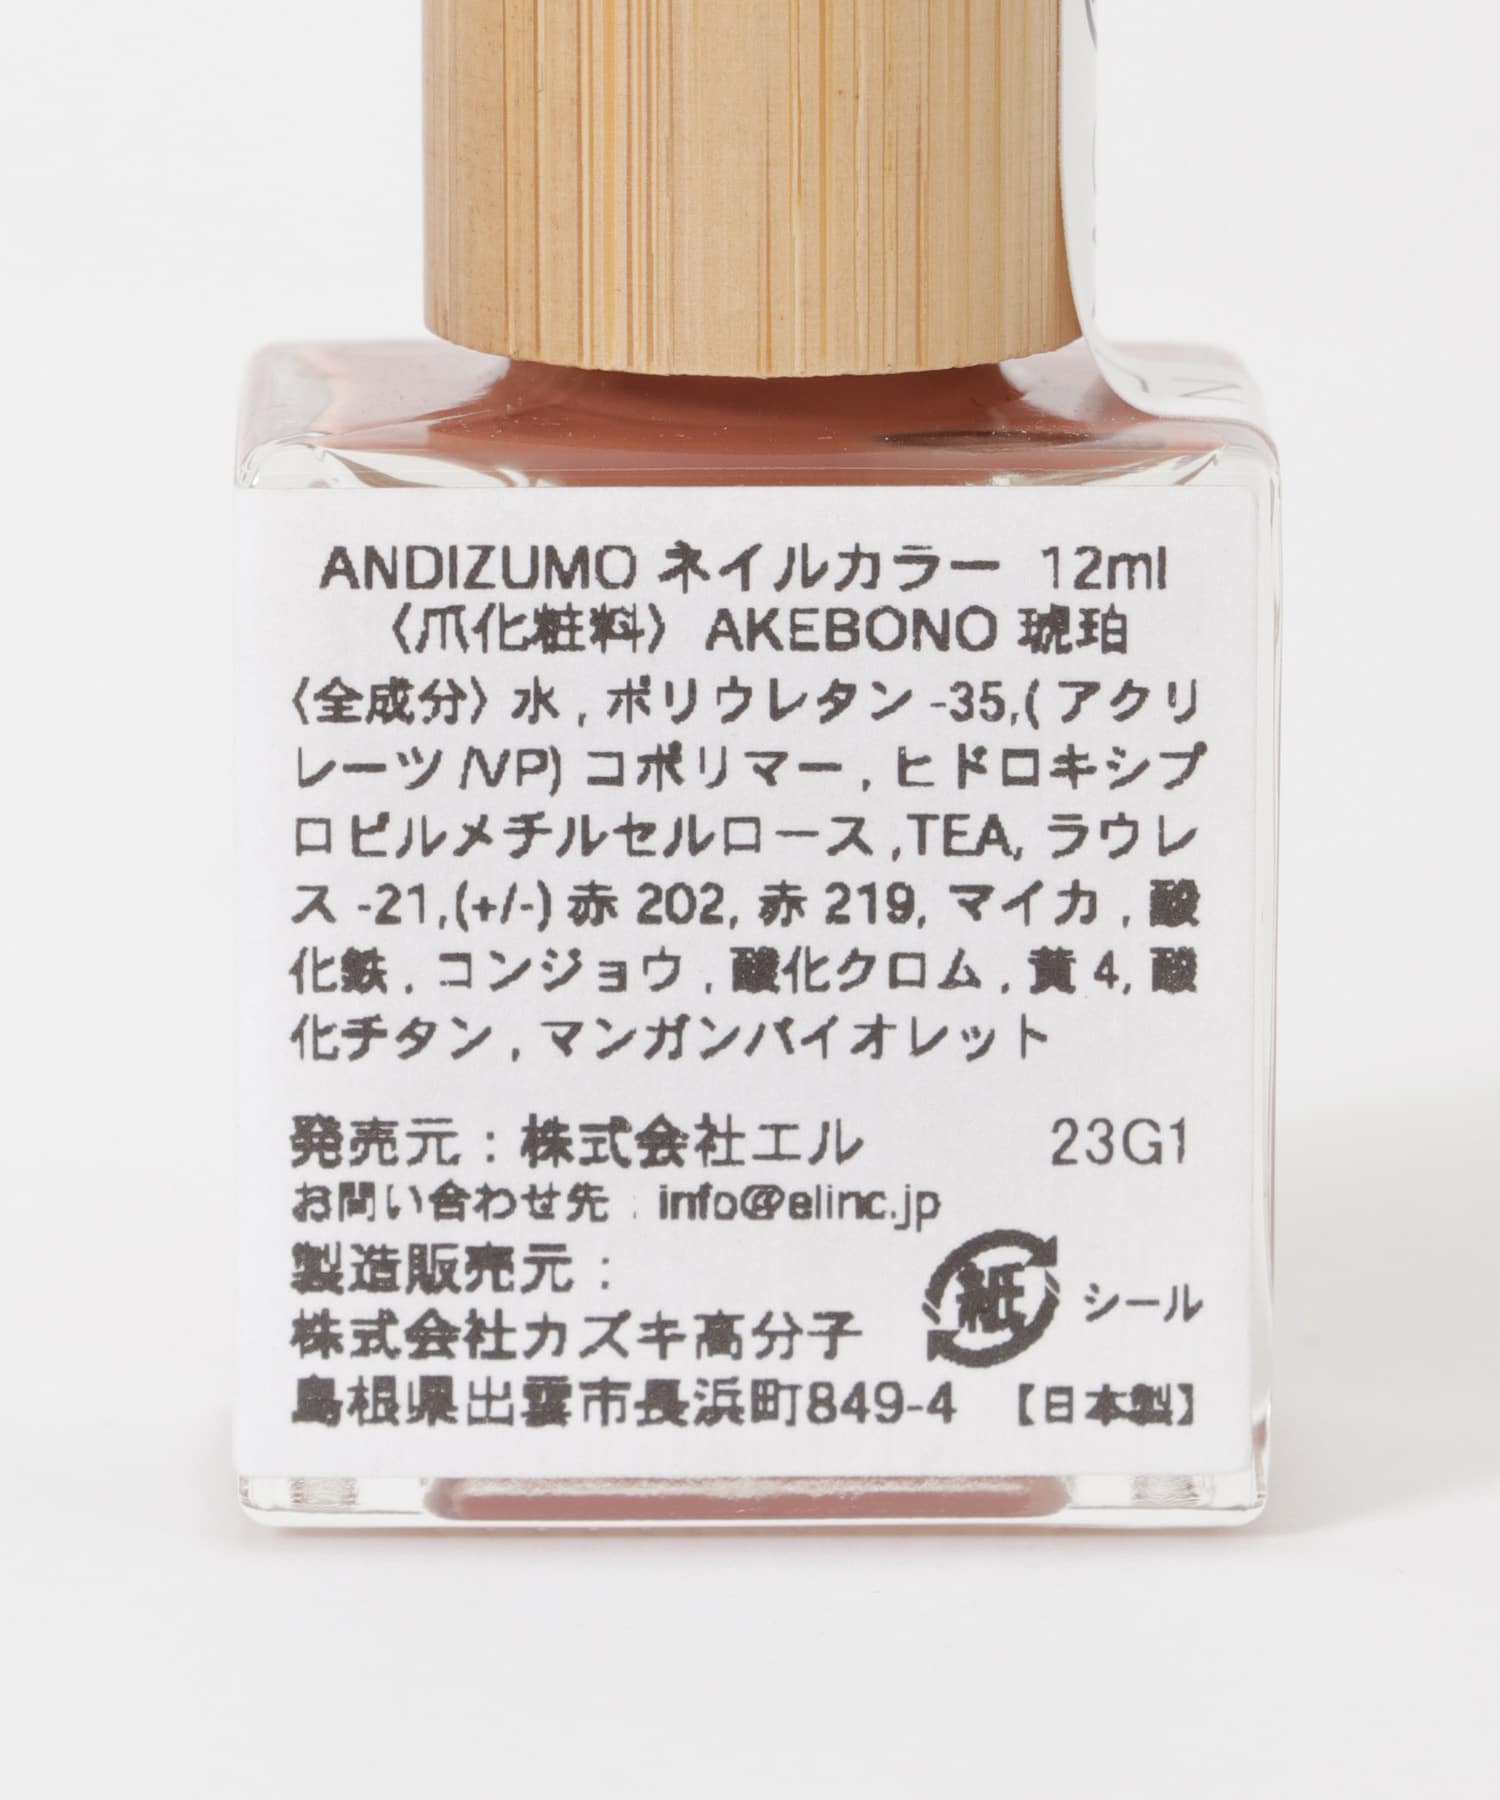 ANDIZUMO ネイルカラー 12ml
〈爪化粧料〉 AKEBONO 琥珀
〈全成分〉水 , ポリウレタン -35,( アクリ
レーツ /VP) コポリマー , ヒドロキシプ
ロピルメチルセルロース ,TEA, ラウレ
ス -21,(+/-) 赤 202, 赤 219, マイカ , 酸
化鉄 , コンジョウ , 酸化クロム , 黄 4, 酸
化チタン , マンガンバイオレット
発売元 : 株式会社エル 23G1
お問い合わせ先 : info@elinc.jp
製造販売元 :
紙 シール
株式会社カズキ高分子
島根県出雲市長浜町849-4 【日本製】